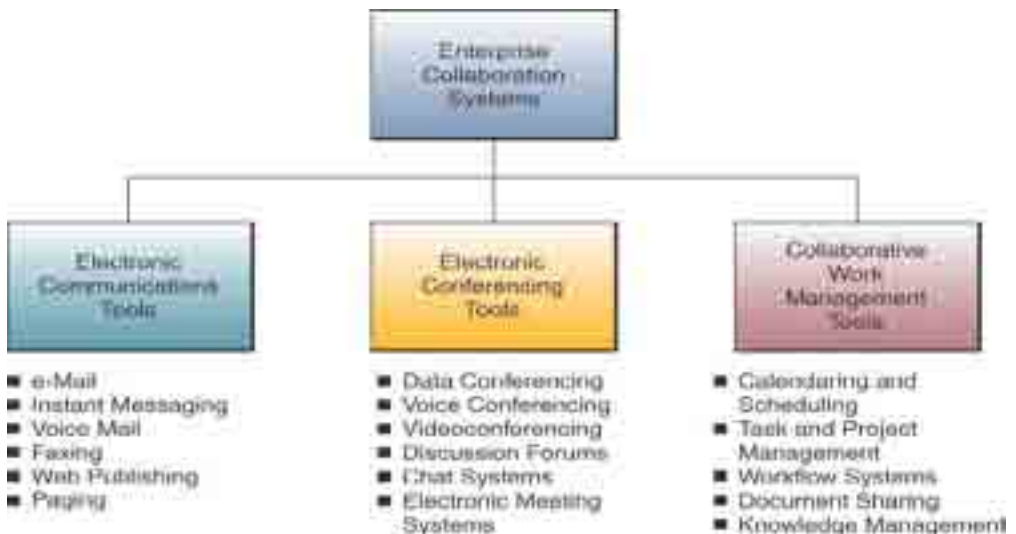 Enterprise
Collaboration
Systems
Electronic
Communications
Tools
Electronic
Conferencing
Tools
Collaborative
Work
Management
Tools
e-Mail
Instant Messaging
Voice Mail
Faxing
Web Publishing
Paging
Data Conferencing
Voice Conferencing
Videoconferencing
Discussion Forums
Chat Systems
Electronic Meeting
Systems
Calendaring and
Scheduling
Task and Project
Management
Workflow Systems
Document Sharing
Knowledge Management